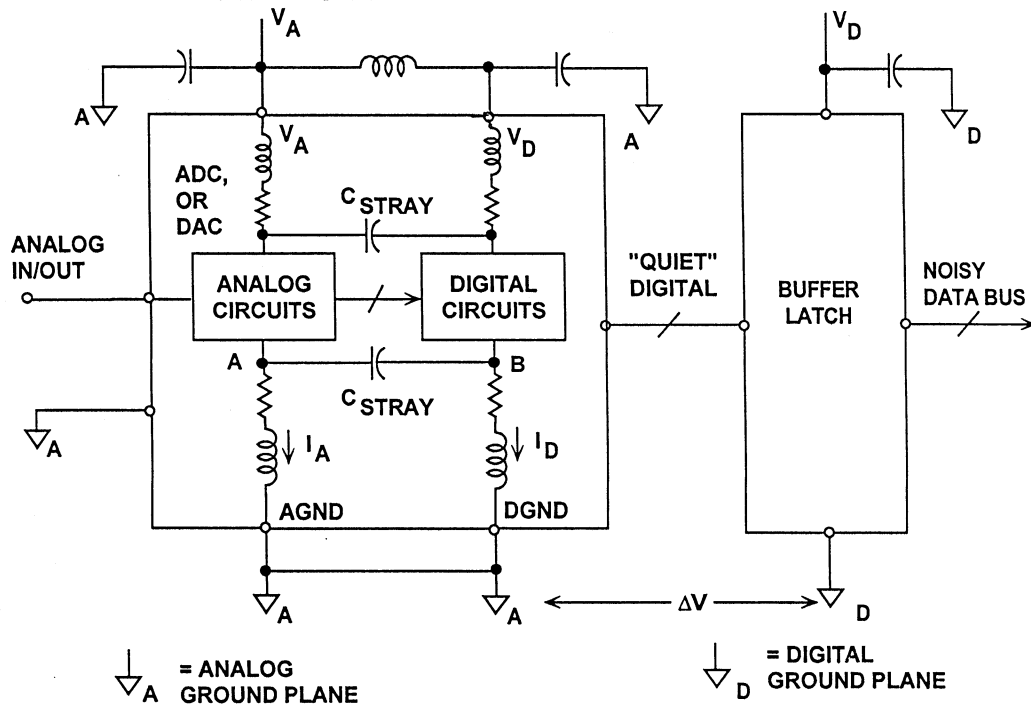 VA
VD
A
A
D
VA
VD
ADC,
OR
DAC
CSTRAY
ANALOG
IN/OUT
ANALOG
CIRCUITS
DIGITAL
CIRCUITS
"QUIET"
DIGITAL
BUFFER
LATCH
NOISY
DATA BUS
A
B
CSTRAY
A
IA
ID
AGND
DGND
A
A
ΔV
D
A
= ANALOG
GROUND PLANE
D
= DIGITAL
GROUND PLANE